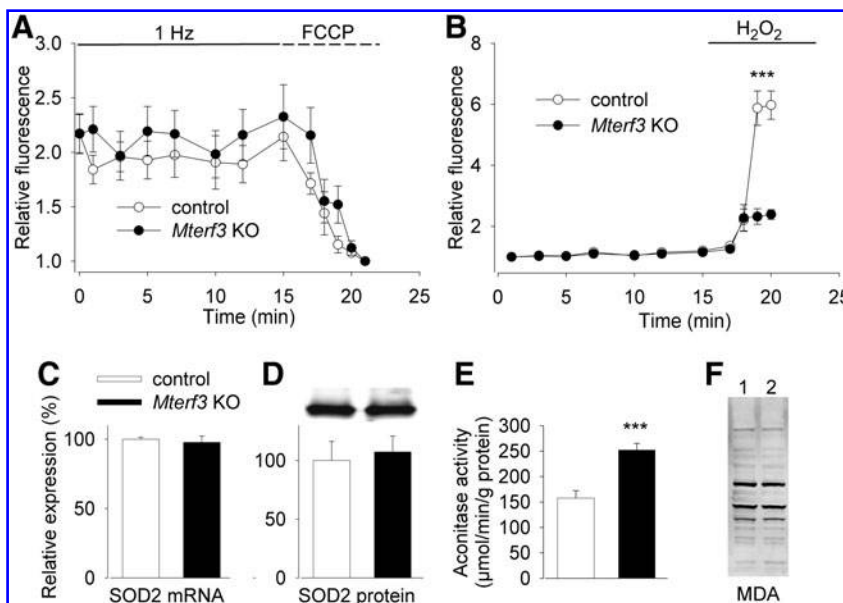 A
1 Hz
FCCP
Relative fluorescence
3.0
2.5
2.0
1.5
1.0
control
Mterf3 KO
0
5
10
15
20
25
Time (min)
B
H₂O₂
Relative fluorescence
8
6
4
2
***
control
Mterf3 KO
0
5
10
15
20
25
Time (min)
C
control
Mterf3 KO
Relative expression (%)
100
50
0
SOD2 mRNA
D
100
50
0
SOD2 protein
E
Aconitase activity
(μmol/min/g protein)
300
250
200
150
100
50
0
***
F
1 2
MDA